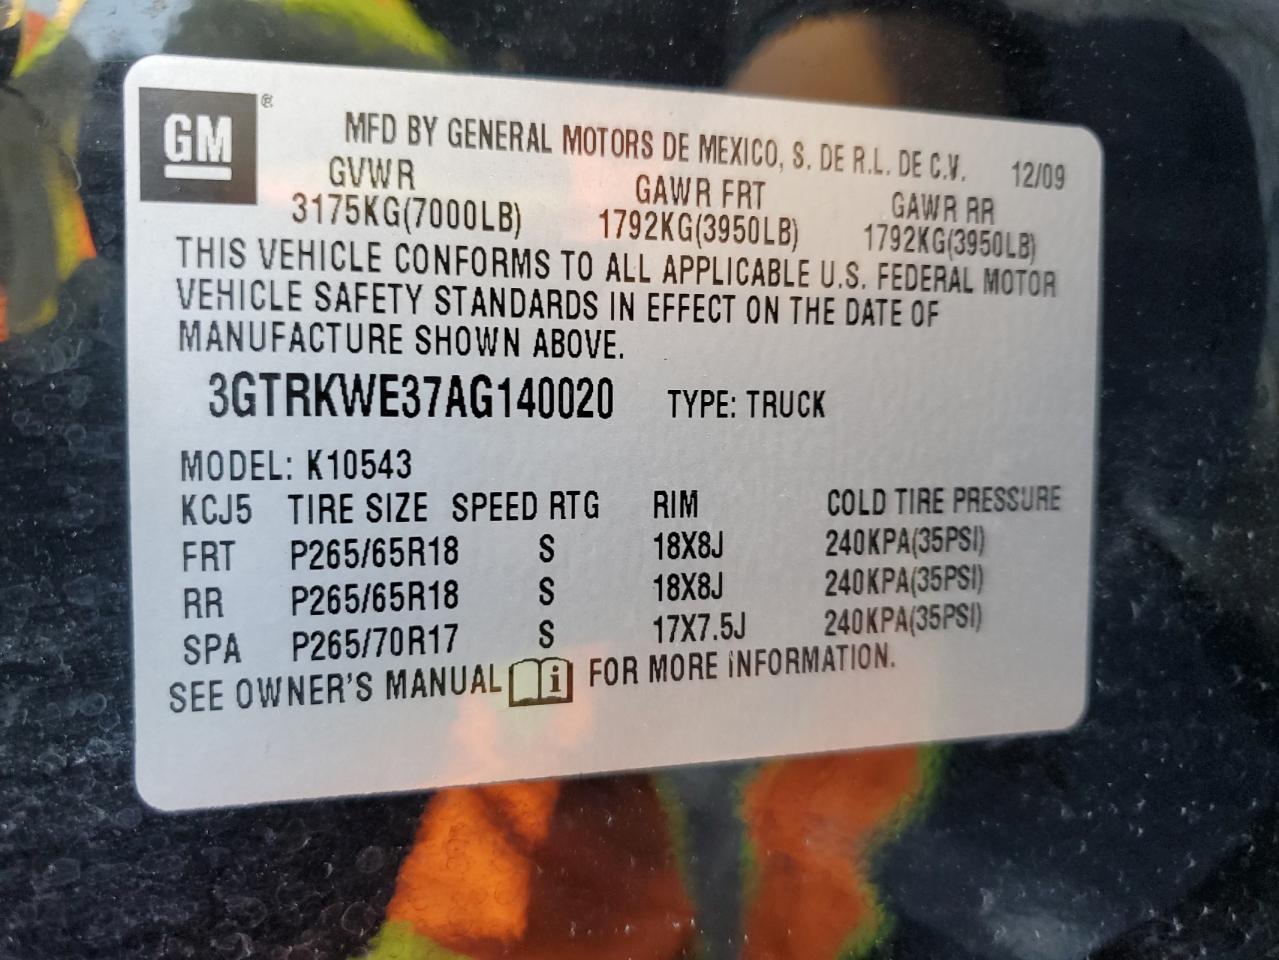 GM ®
MFD BY GENERAL MOTORS DE MEXICO, S. DE R.L. DE C.V. 12/09
GVWR GAWR FRT GAWR RR
3175KG(7000LB) 1792KG(3950LB) 1792KG(3950LB)
THIS VEHICLE CONFORMS TO ALL APPLICABLE U.S. FEDERAL MOTOR
VEHICLE SAFETY STANDARDS IN EFFECT ON THE DATE OF
MANUFACTURE SHOWN ABOVE.
3GTRKWE37AG140020 TYPE: TRUCK
MODEL: K10543
KCJ5 TIRE SIZE SPEED RTG RIM COLD TIRE PRESSURE
FRT P265/65R18 S 18X8J 240KPA(35PSI)
RR P265/65R18 S 18X8J 240KPA(35PSI)
SPA P265/70R17 S 17X7.5J 240KPA(35PSI)
SEE OWNER'S MANUAL i FOR MORE INFORMATION.